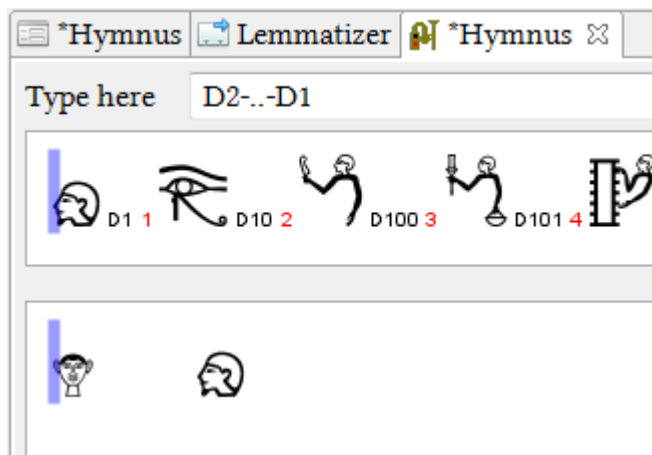 *Hymnus Lemmatizer *Hymnus
Type here D2-..-D1
𓁶 D1 1 𓂀 D10 2 D100 3 D101 4
𓁷 𓁶